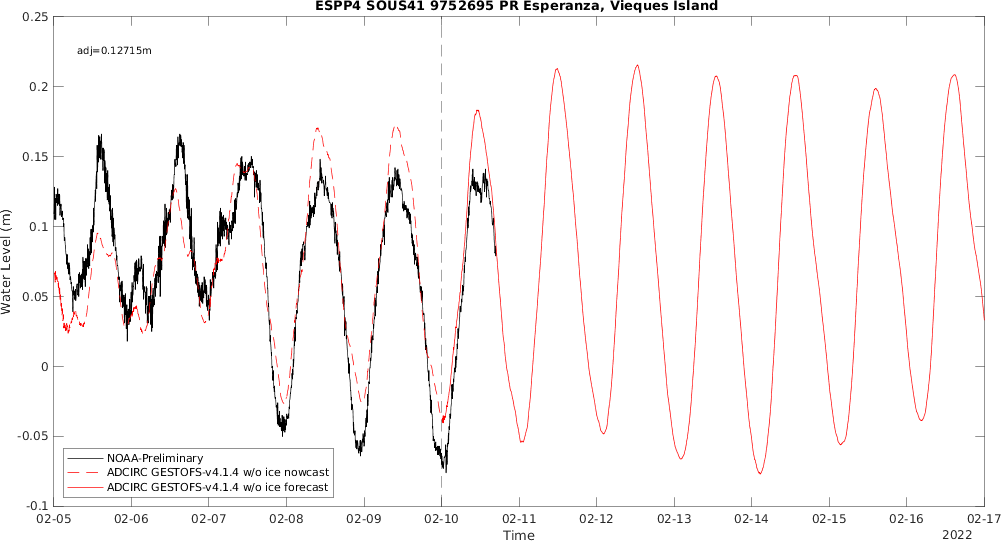 ESPP4 SOUS41 9752695 PR Esperanza, Vieques Island
0.25
adj=0.12715m
0.2
0.15
0.1
Water Level (m)
0.05
0
-0.05
NOAA-Preliminary
ADCIRC GESTOFS-v4.1.4 w/o ice nowcast
ADCIRC GESTOFS-v4.1.4 w/o ice forecast
-0.1
02-05 02-06 02-07 02-08 02-09 02-10 02-11 02-12 02-13 02-14 02-15 02-16 02-17
Time 2022